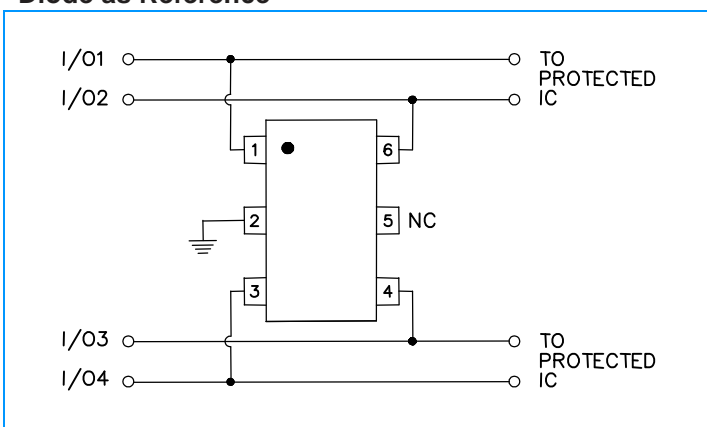 Diode as Reference
I/O1
TO
PROTECTED
IC
I/O2
1
6
2
5 NC
3
4
I/O3
TO
PROTECTED
IC
I/O4